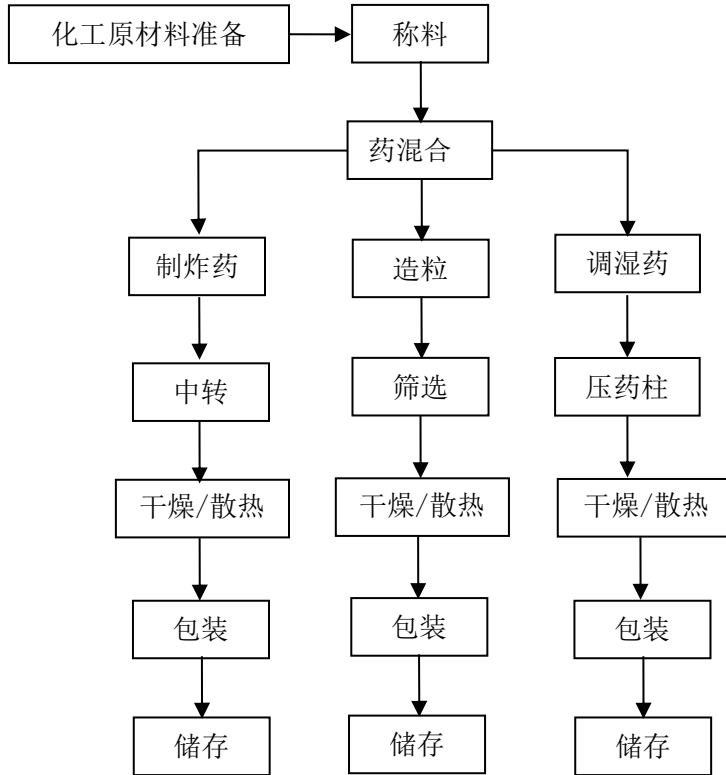 化工原材料准备
称料
药混合
制炸药
造粒
调湿药
中转
筛选
压药柱
干燥/散热
干燥/散热
干燥/散热
包装
包装
包装
储存
储存
储存